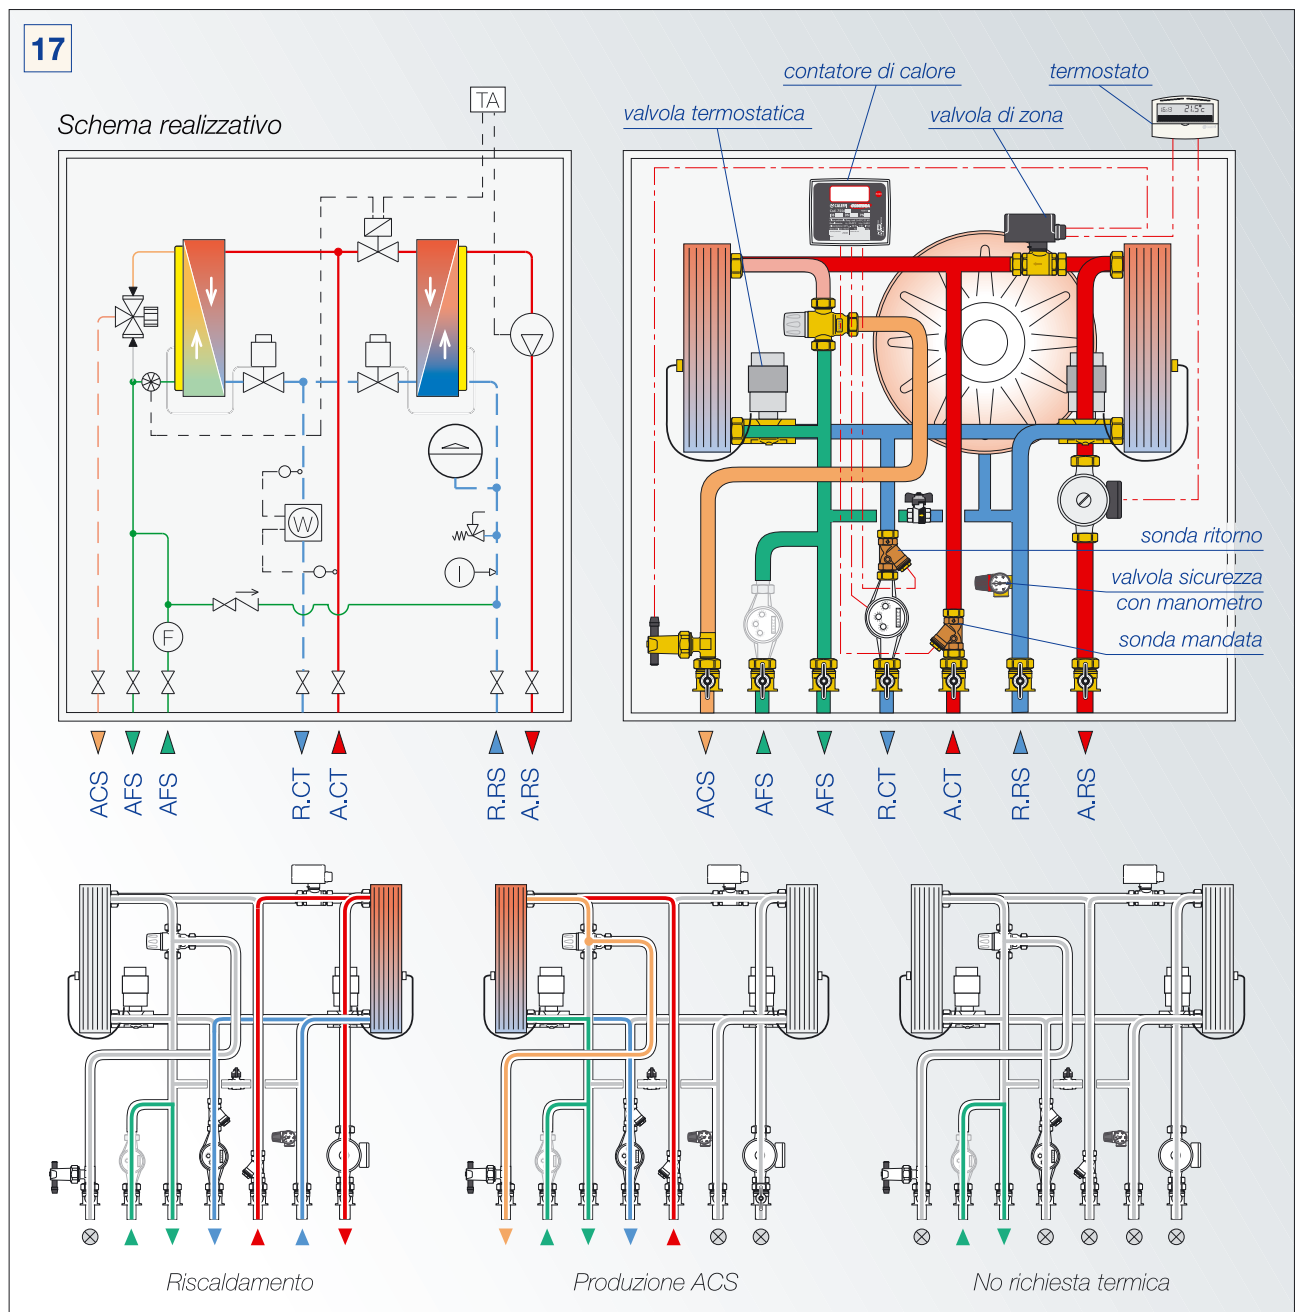 17
Schema realizzativo
TA
contatore di calore
termostato
valvola termostatica
valvola di zona
21.5°c
W
I
F
sonda ritorno
valvola sicurezza
con manometro
sonda mandata
ACS
AFS
AFS
R.CT
A.CT
R.RS
A.RS
ACS
AFS
AFS
R.CT
A.CT
R.RS
A.RS
Riscaldamento
Produzione ACS
No richiesta termica